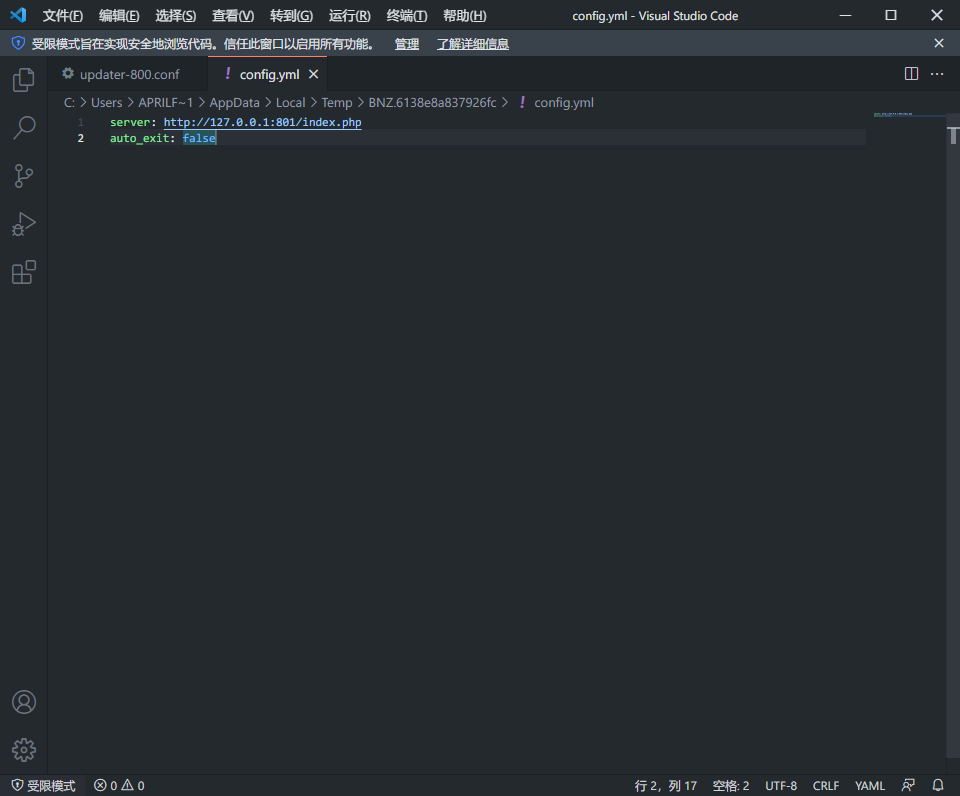 文件(F) 编辑(E) 选择(S) 查看(V) 转到(G) 运行(R) 终端(T) 帮助(H) config.yml - Visual Studio Code
受限模式旨在实现安全地浏览代码。信任此窗口以启用所有功能。 管理 了解详细信息
updater-800.conf ! config.yml
C: > Users > APRILF~1 > AppData > Local > Temp > BNZ.6138e8a837926fc > ! config.yml
1 server: http://127.0.0.1:801/index.php
2 auto_exit: false
受限模式 0 0 行 2，列 17 空格: 2 UTF-8 CRLF YAML